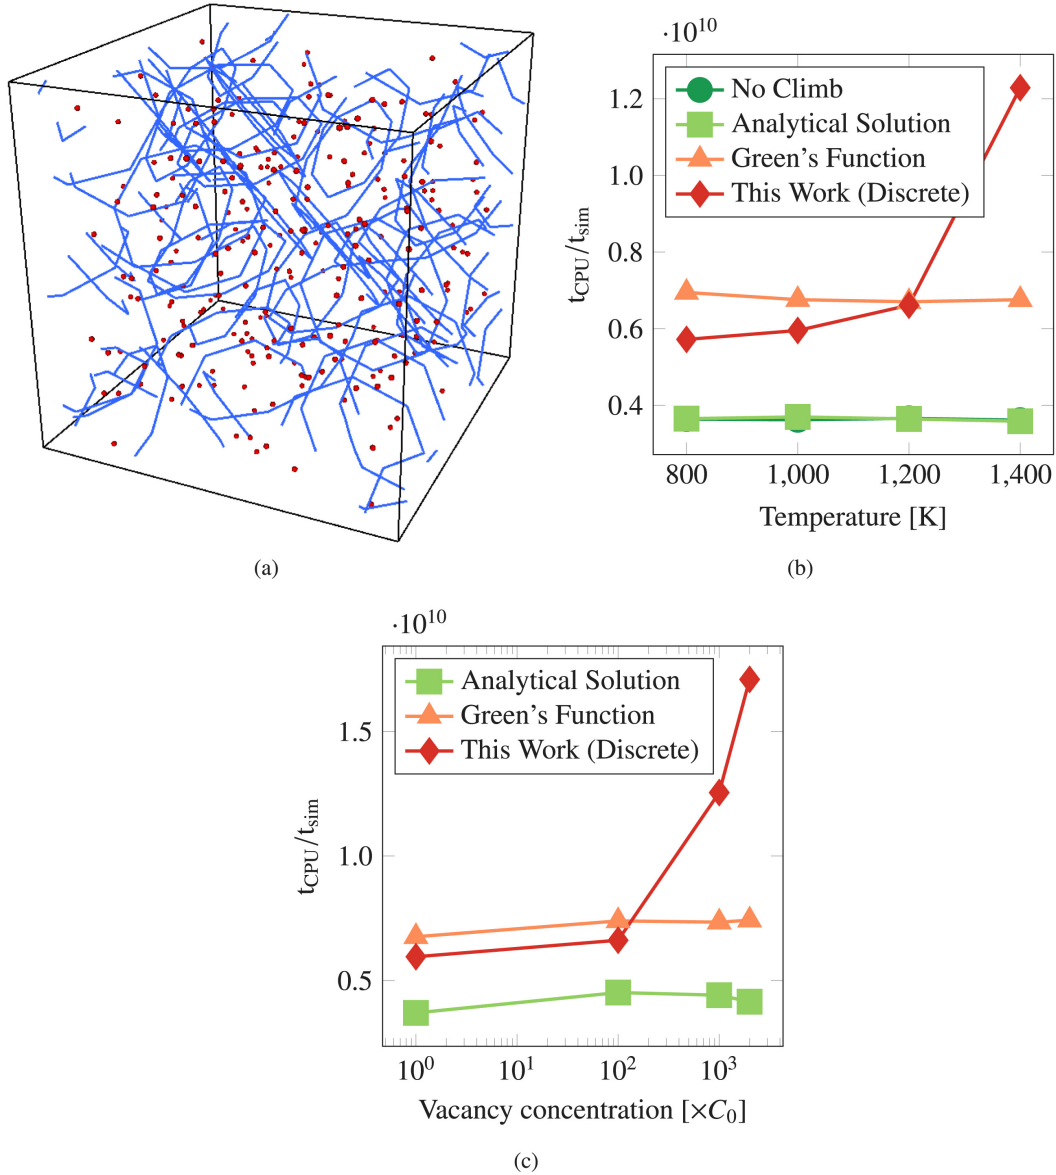 (a)
·10^10
No Climb
Analytical Solution
Green's Function
This Work (Discrete)
1.2
1.0
0.8
0.6
0.4
t_CPU/t_sim
800 1,000 1,200 1,400
Temperature [K]
(b)
·10^10
Analytical Solution
Green's Function
This Work (Discrete)
1.5
1.0
0.5
t_CPU/t_sim
10^0 10^1 10^2 10^3
Vacancy concentration [×C_0]
(c)